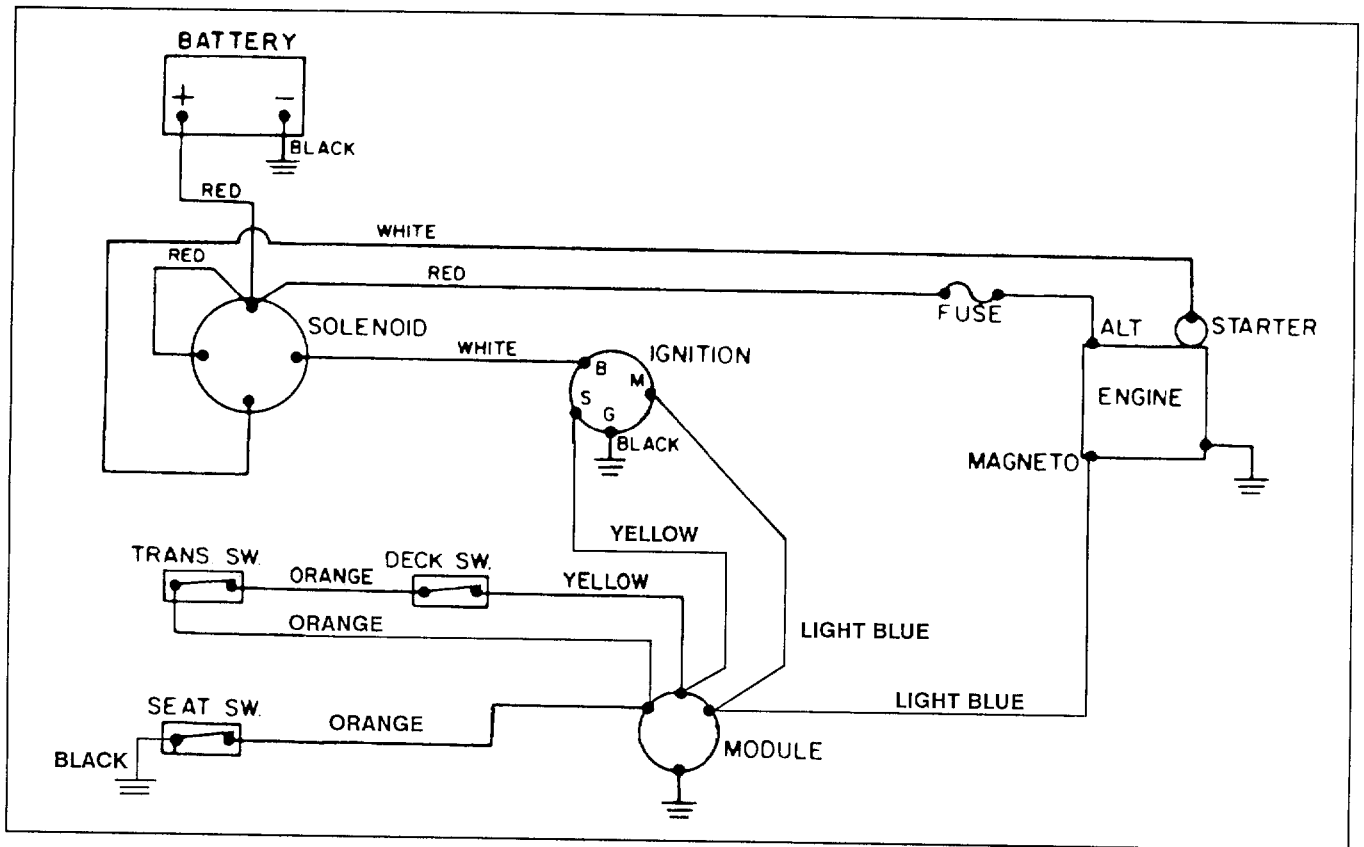 BATTERY
+
−
BLACK
RED
WHITE
RED
RED
FUSE
ALT
STARTER
SOLENOID
WHITE
IGNITION
B
M
S
G
BLACK
ENGINE
MAGNETO
YELLOW
TRANS. SW.
ORANGE
DECK SW.
YELLOW
ORANGE
LIGHT BLUE
SEAT SW.
ORANGE
LIGHT BLUE
BLACK
MODULE